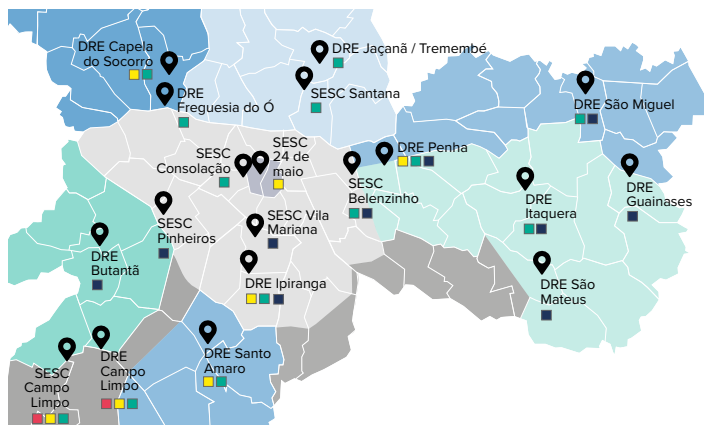 DRE Capela
do Socorro
DRE Jaçanã / Tremembé
DRE
Freguesia do Ó
SESC Santana
DRE São Miguel
SESC
Consolação
SESC
24 de
maio
DRE Penha
SESC
Belenzinho
DRE
Itaquera
DRE
Guainases
SESC
Pinheiros
SESC Vila
Mariana
DRE
Butantã
DRE Ipiranga
DRE São
Mateus
DRE Santo
Amaro
SESC
Campo
Limpo
DRE
Campo
Limpo